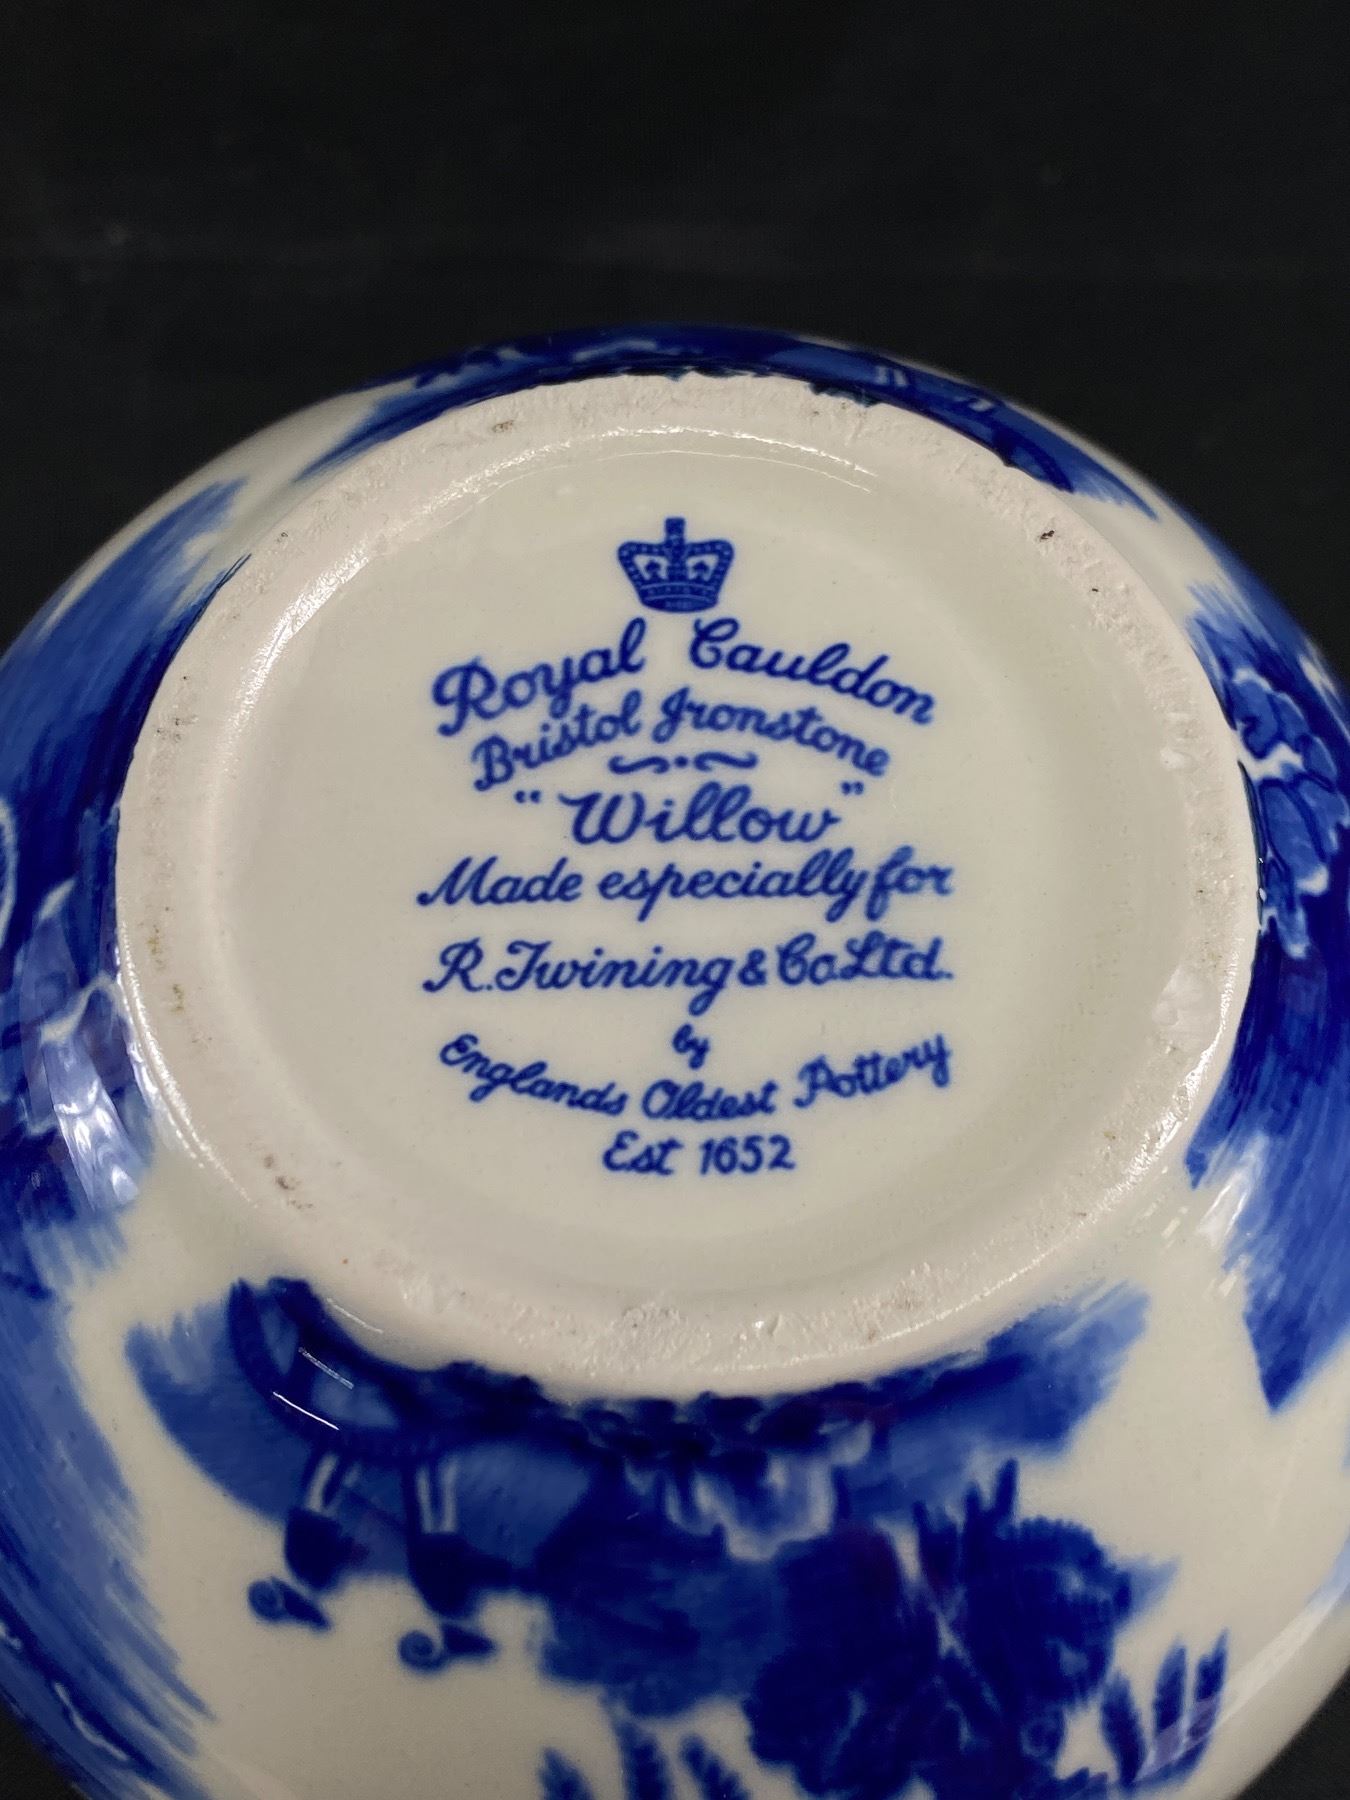 Royal Cauldon
Bristol Ironstone
"Willow"
Made especially for
R. Twining & Co. Ltd.
by
Englands Oldest Pottery
Est 1652